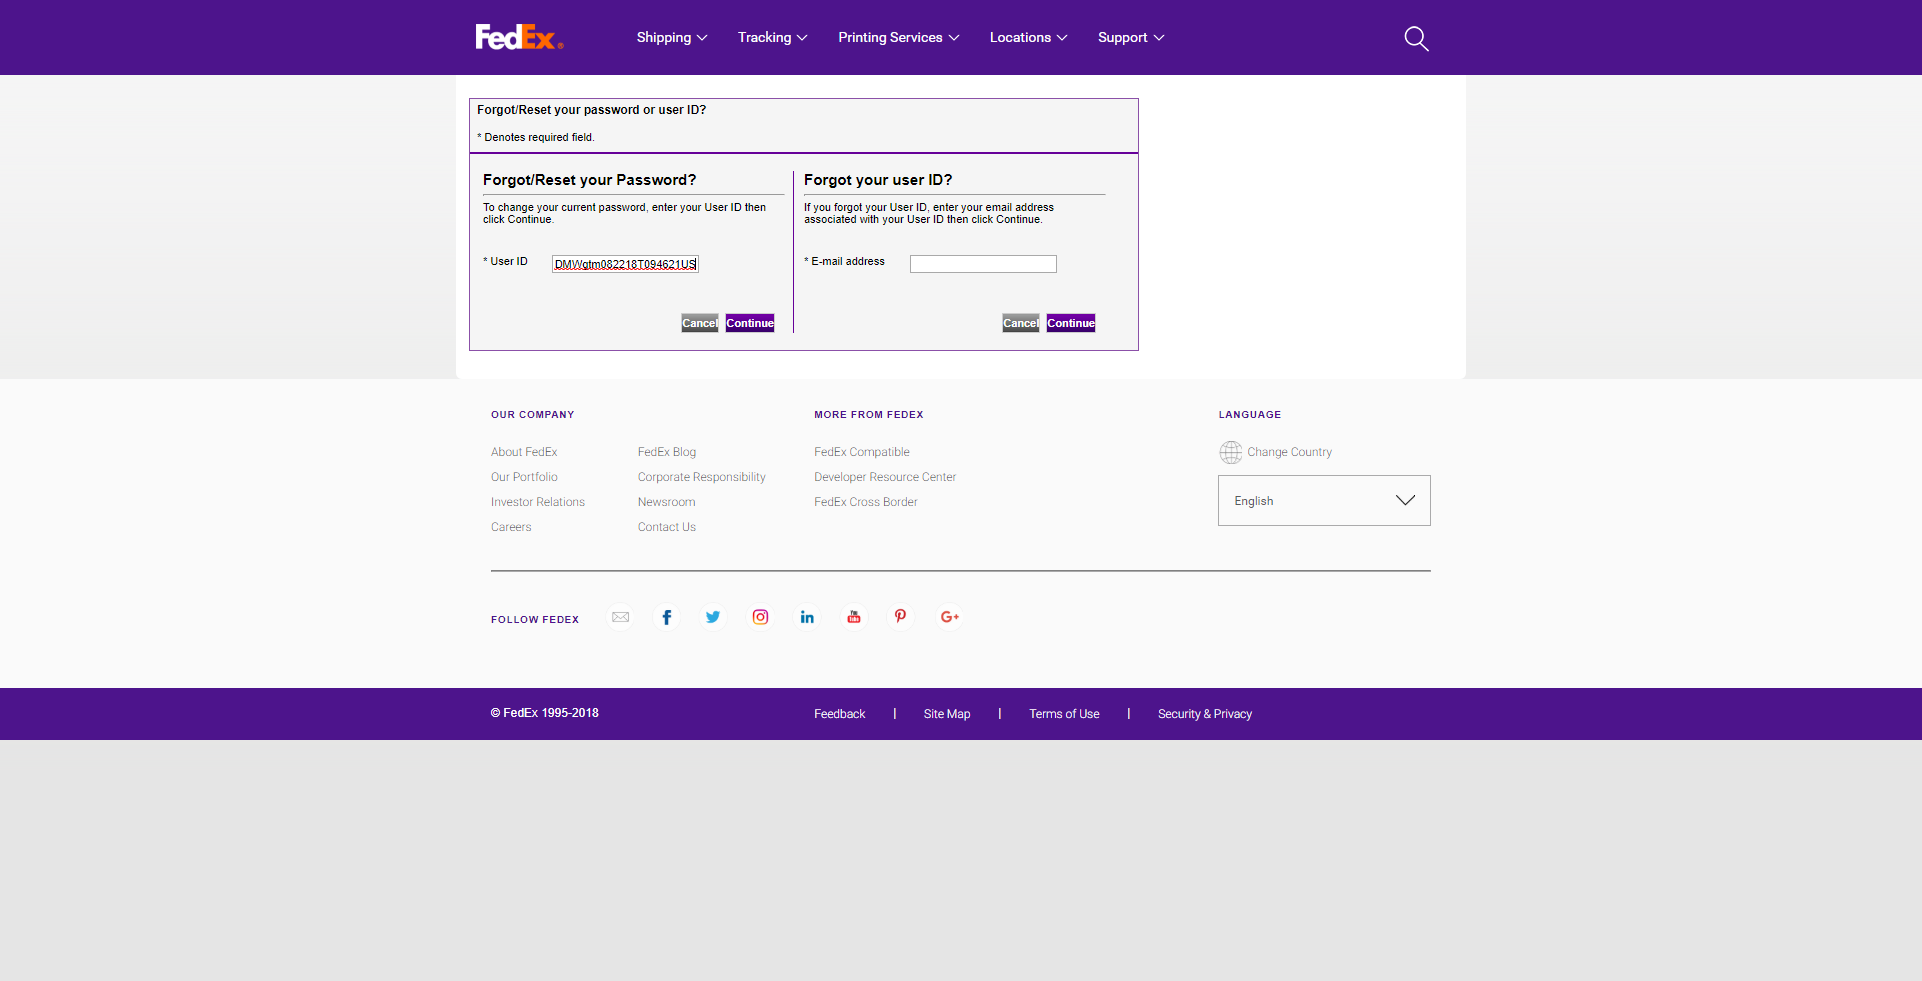 FedEx®
Shipping
Tracking
Printing Services
Locations
Support
Forgot/Reset your password or user ID?
* Denotes required field.
Forgot/Reset your Password?
To change your current password, enter your User ID then
click Continue.
* User ID
DMWgtm082218T094621US
Cancel
Continue
Forgot your user ID?
If you forgot your User ID, enter your email address
associated with your User ID then click Continue.
* E-mail address
Cancel
Continue
OUR COMPANY
About FedEx
Our Portfolio
Investor Relations
Careers
FedEx Blog
Corporate Responsibility
Newsroom
Contact Us
MORE FROM FEDEX
FedEx Compatible
Developer Resource Center
FedEx Cross Border
LANGUAGE
Change Country
English
FOLLOW FEDEX
© FedEx 1995-2018
Feedback | Site Map | Terms of Use | Security & Privacy